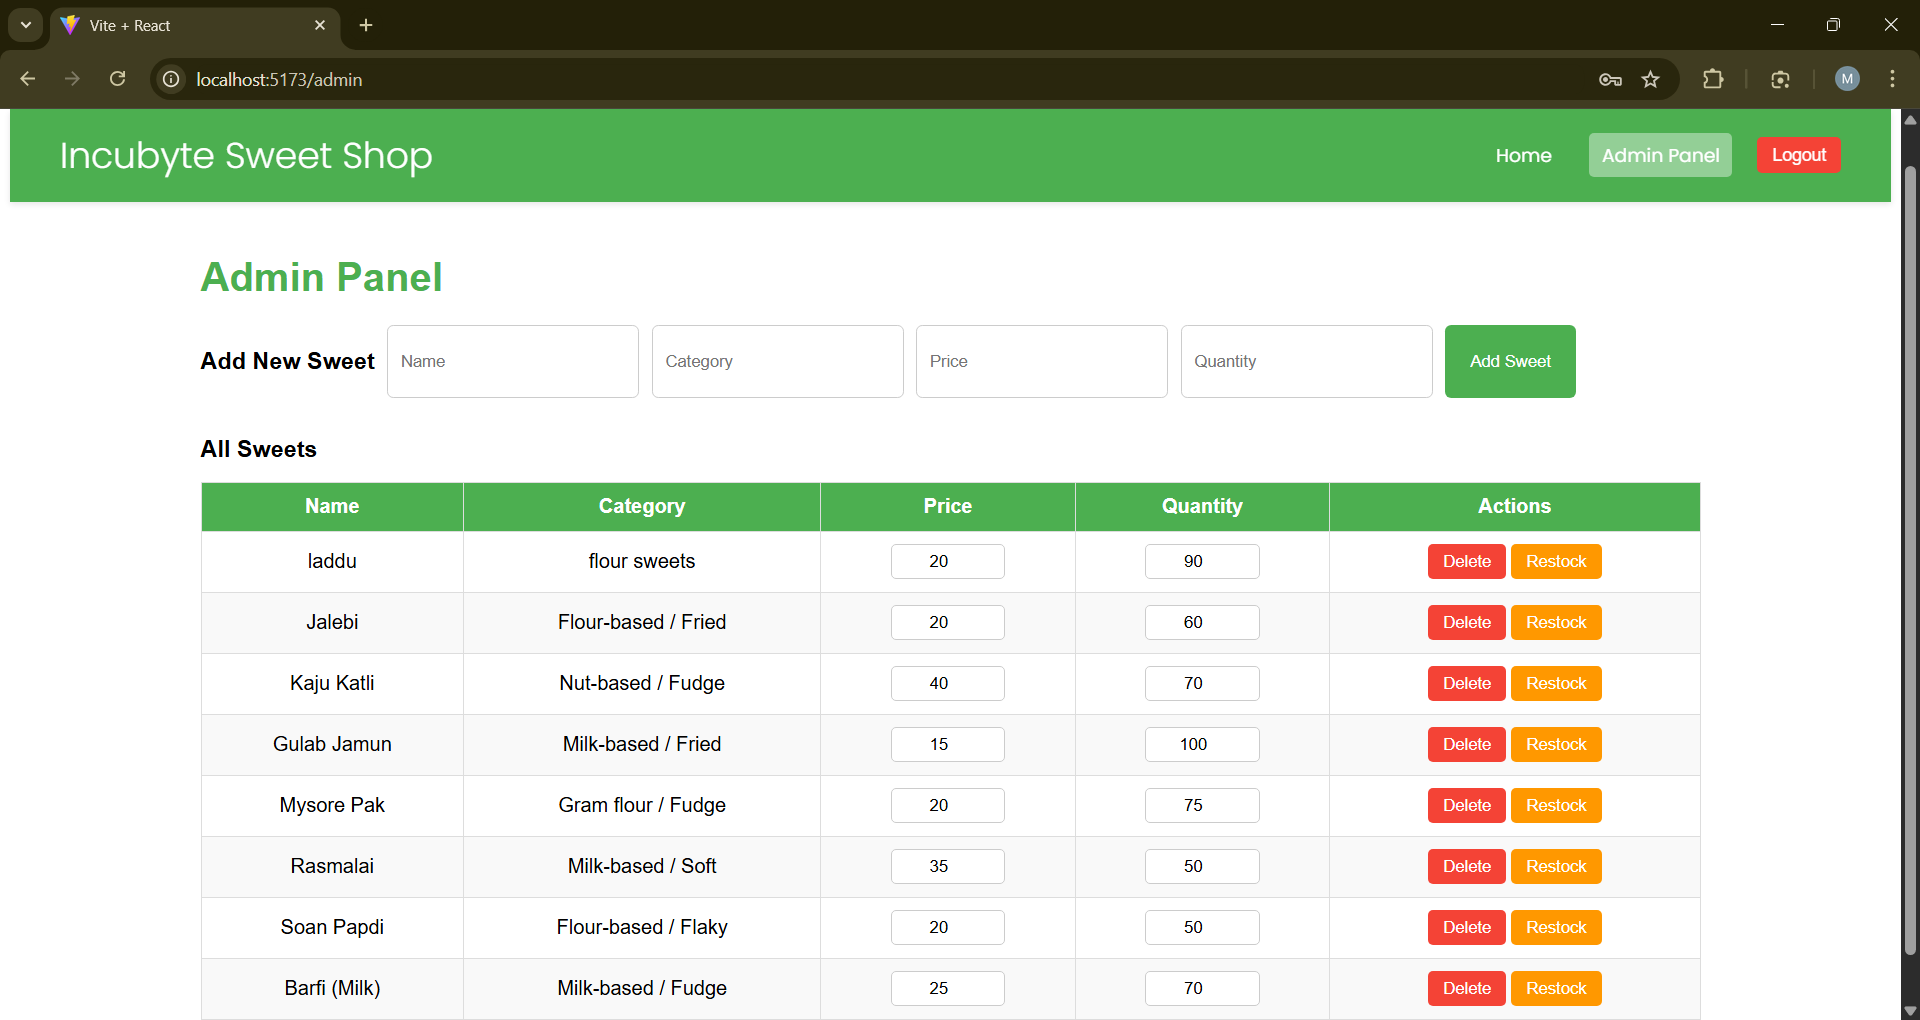 Vite + React
localhost:5173/admin
M
Incubyte Sweet Shop
Home
Admin Panel
Logout
Admin Panel
Add New Sweet Name Category Price Quantity Add Sweet
All Sweets
Name Category Price Quantity Actions
laddu flour sweets 20 90 Delete Restock
Jalebi Flour-based / Fried 20 60 Delete Restock
Kaju Katli Nut-based / Fudge 40 70 Delete Restock
Gulab Jamun Milk-based / Fried 15 100 Delete Restock
Mysore Pak Gram flour / Fudge 20 75 Delete Restock
Rasmalai Milk-based / Soft 35 50 Delete Restock
Soan Papdi Flour-based / Flaky 20 50 Delete Restock
Barfi (Milk) Milk-based / Fudge 25 70 Delete Restock